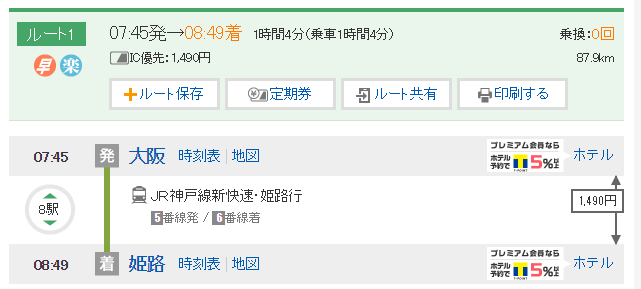 ルート1
07:45発→08:49着 1時間4分(乗車1時間4分) 乗換:0回
早 楽 IC優先:1,490円 87.9km
ルート保存 定期券 ルート共有 印刷する
07:45 発 大阪 時刻表 | 地図 プレミアム会員なら ホテル予約で T-POINT 5%以上 ホテル
8駅 JR神戸線新快速・姫路行 1,490円
5番線発 / 6番線着
08:49 着 姫路 時刻表 | 地図 プレミアム会員なら ホテル予約で T-POINT 5%以上 ホテル